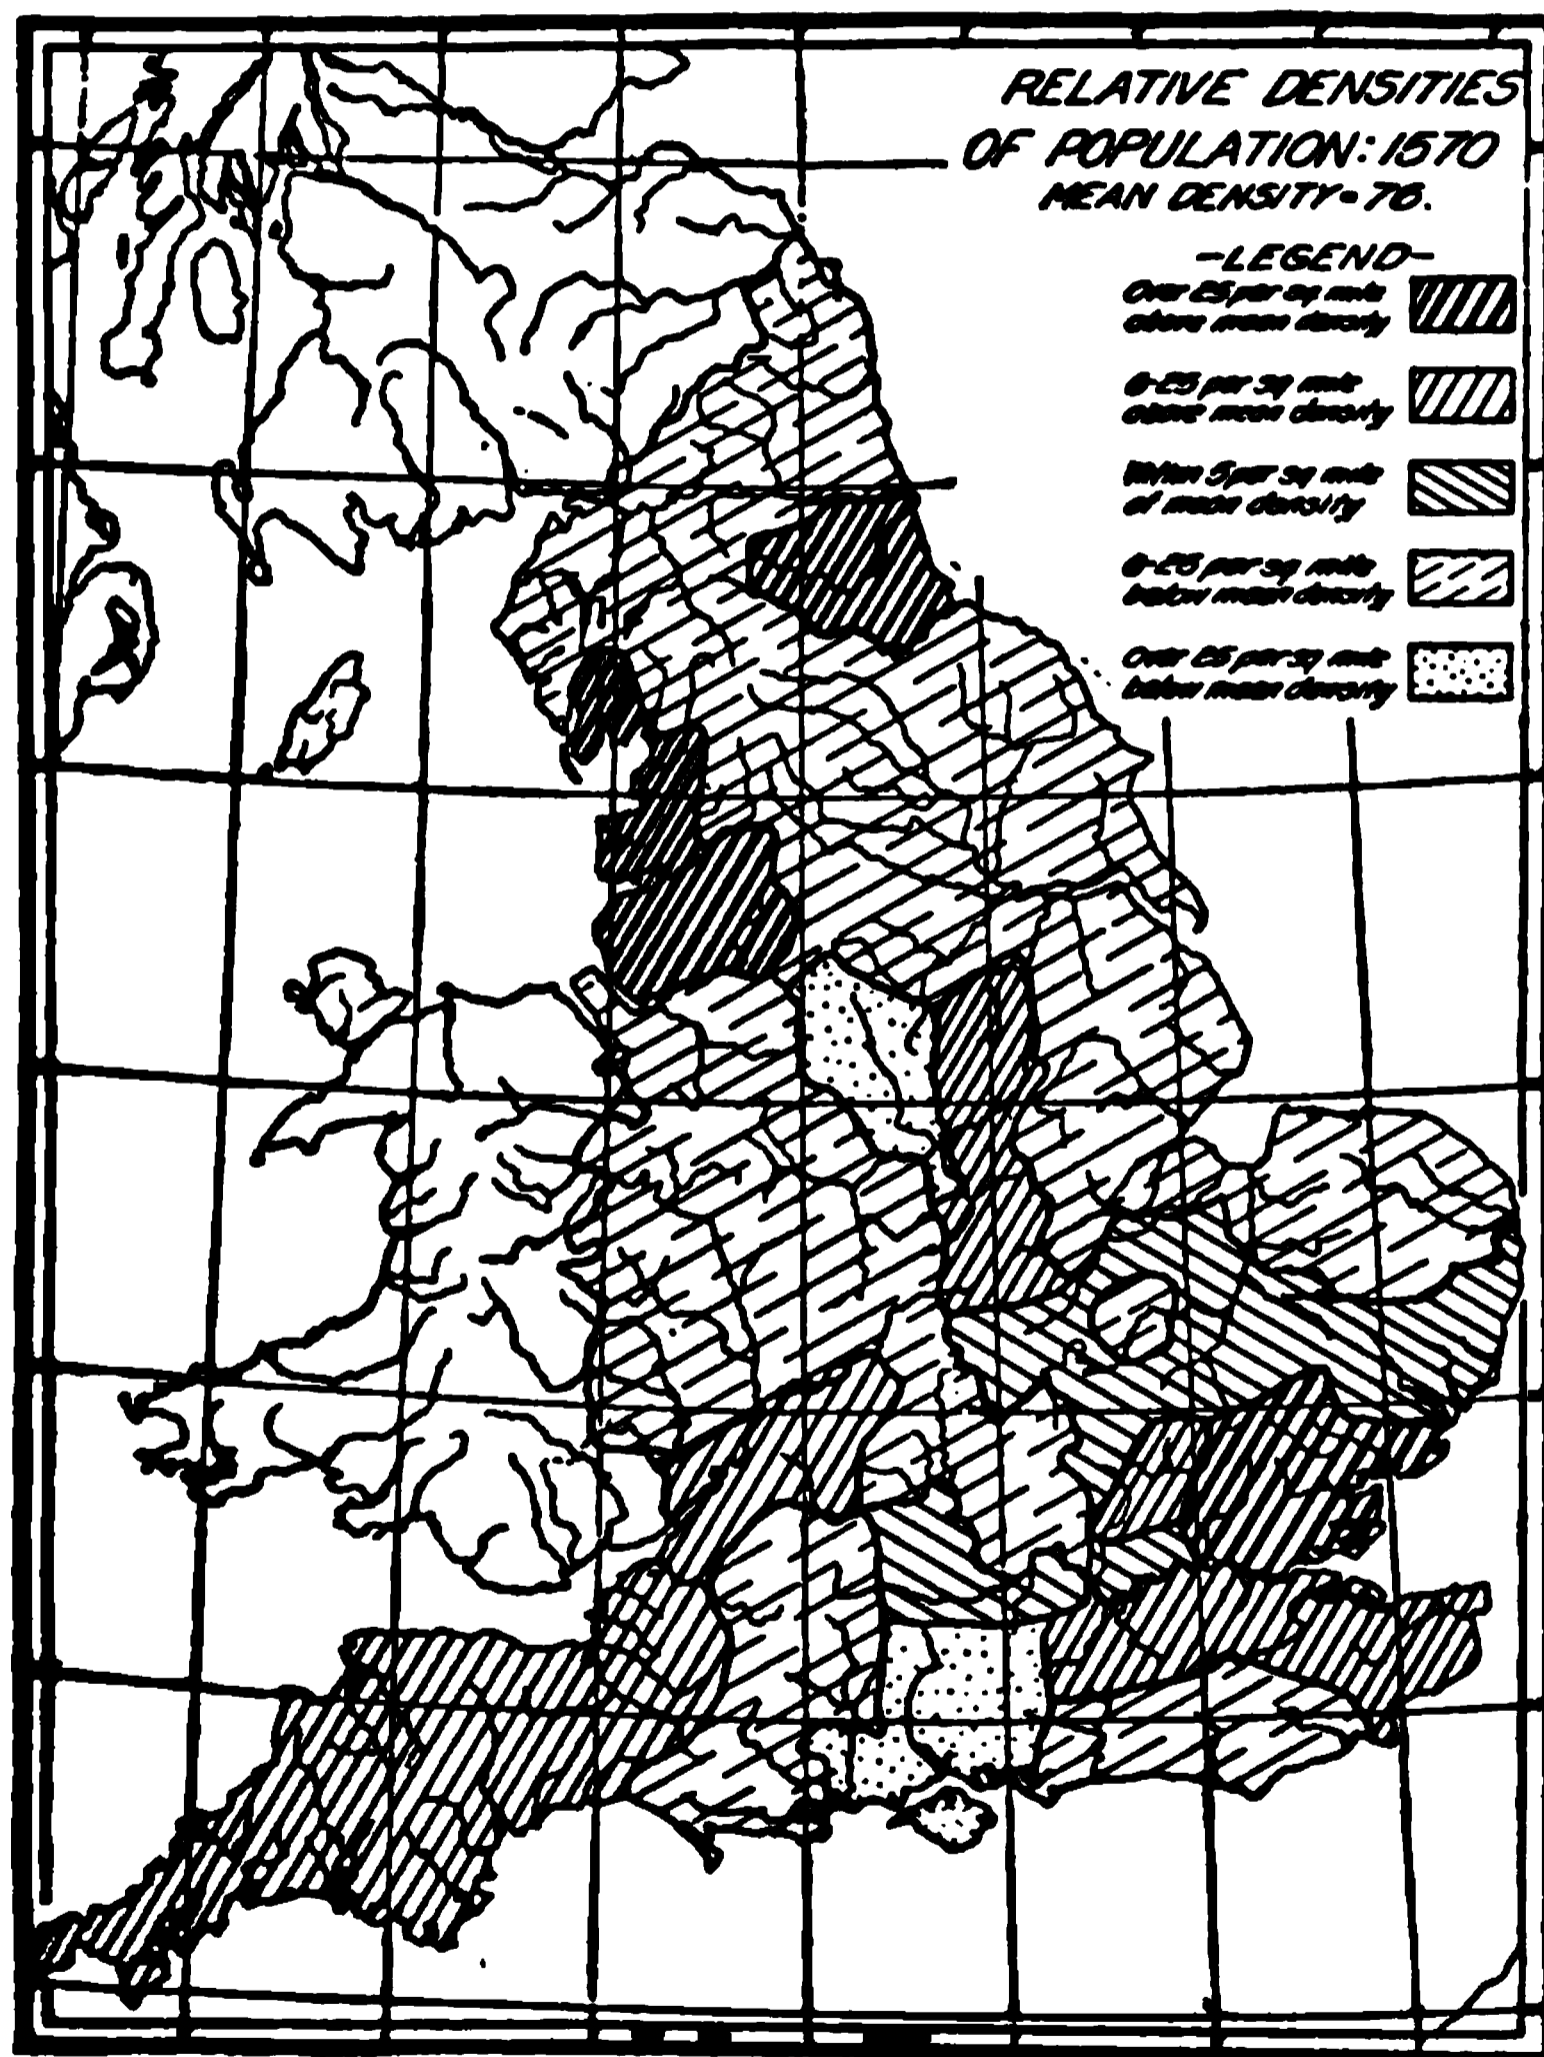 RELATIVE DENSITIES
OF POPULATION: 1570
MEAN DENSITY = 76.
-LEGEND-
Over 25 per sq mile
above mean density
6-25 per sq mile
above mean density
Within 5 per sq mile
of mean density
6-25 per sq mile
below mean density
Over 25 per sq mile
below mean density